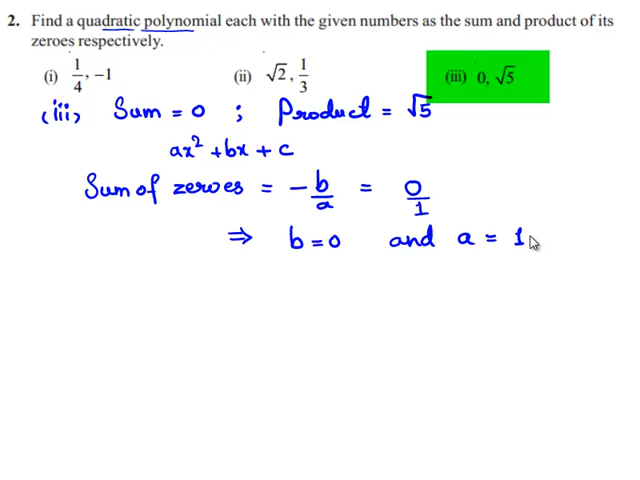 2. Find a quadratic polynomial each with the given numbers as the sum and product of its
zeroes respectively.
(i) 1/4, −1 (ii) √2, 1/3 (iii) 0, √5
(iii) Sum = 0 ; Product = √5
ax² + bx + c
Sum of zeroes = −b/a = 0/1
⇒ b = 0 and a = 1